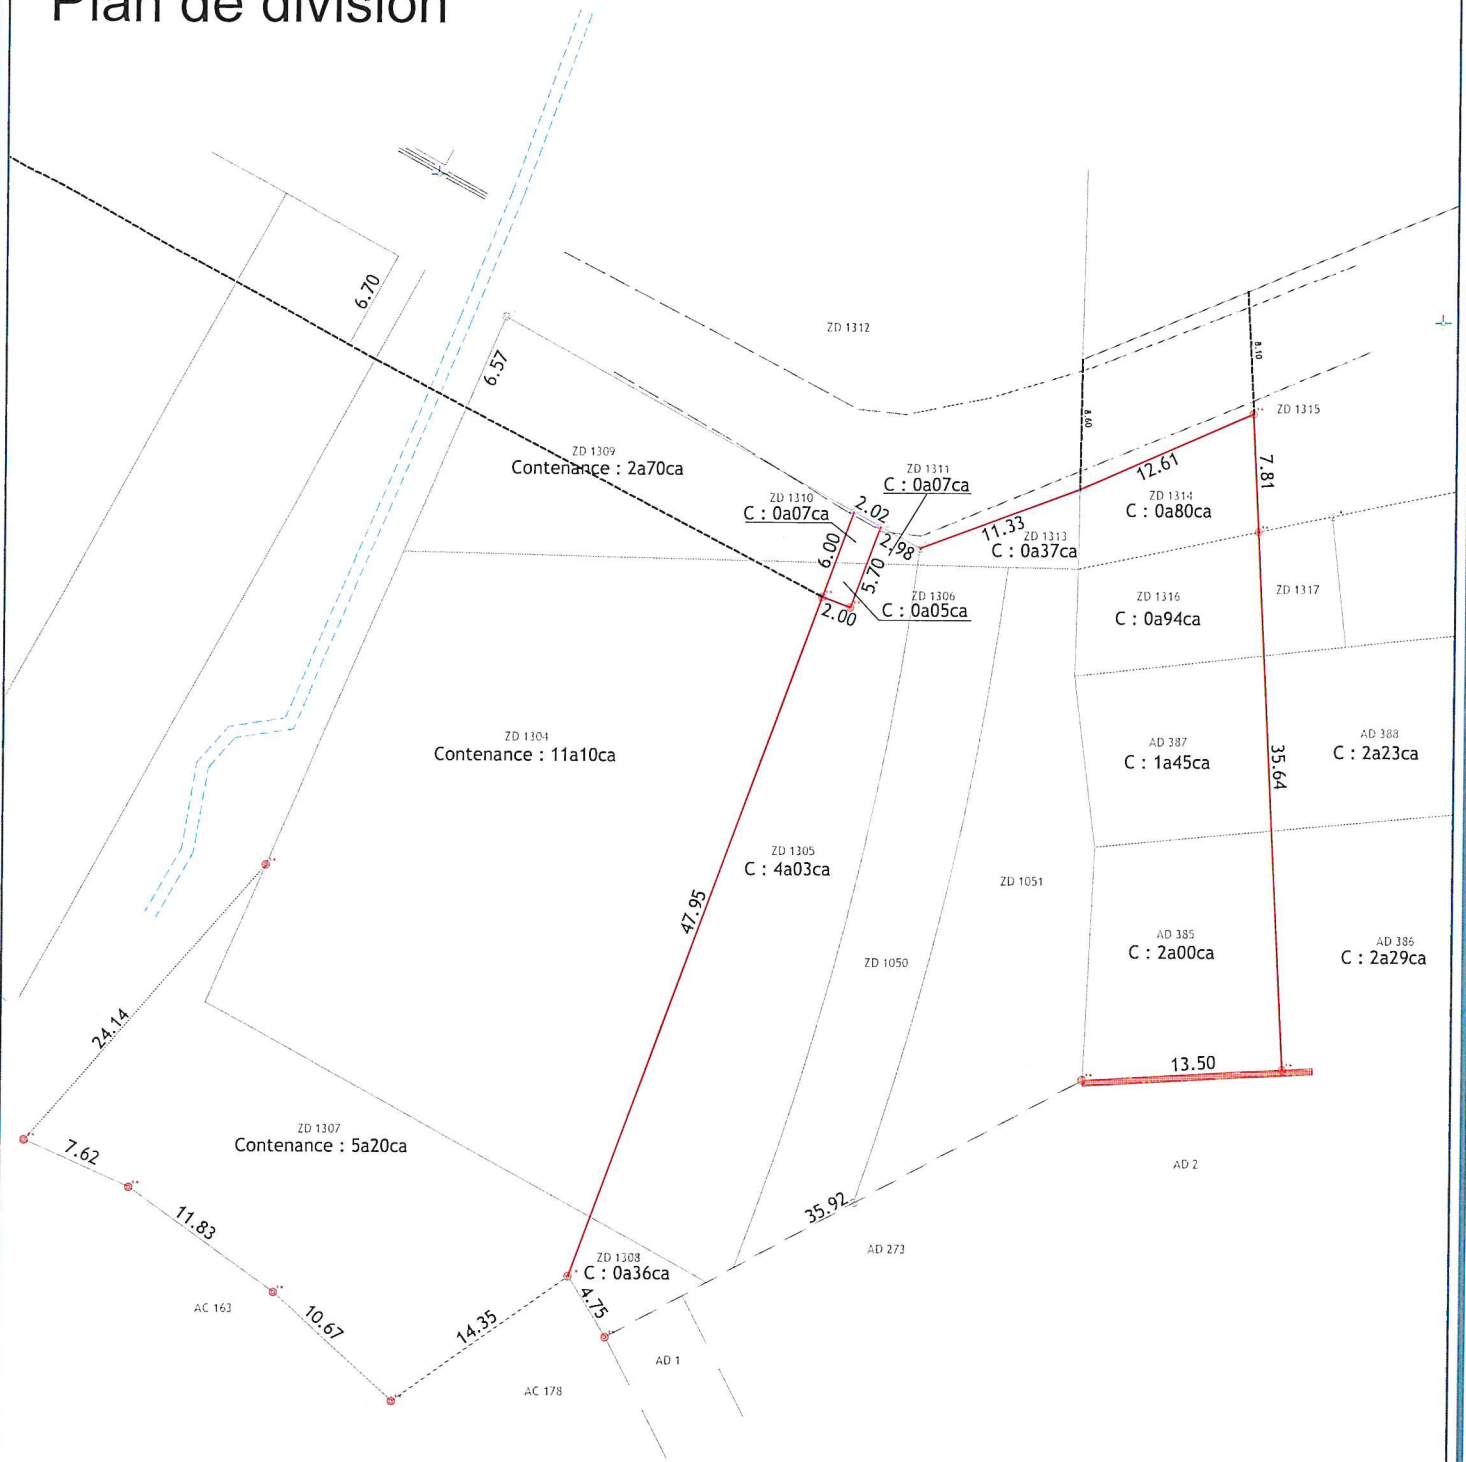 Plan de division
6.70
6.57
ZD 1312
8.10
8.60
ZD 1315
ZD 1309
Contenance : 2a70ca
ZD 1310
C : 0a07ca
ZD 1311
C : 0a07ca
2.02
2.98
6.00
5.70
2.00
11.33
12.61
7.81
ZD 1314
C : 0a80ca
ZD 1313
C : 0a37ca
ZD 1306
C : 0a05ca
ZD 1316
C : 0a94ca
ZD 1317
ZD 1304
Contenance : 11a10ca
AD 387
C : 1a45ca
35.64
AD 388
C : 2a23ca
ZD 1305
C : 4a03ca
47.95
ZD 1051
ZD 1050
AD 385
C : 2a00ca
AD 386
C : 2a29ca
24.14
13.50
7.62
ZD 1307
Contenance : 5a20ca
AD 2
11.83
35.92
AD 273
ZD 1308
C : 0a36ca
4.75
AC 163
10.67
14.35
AD 1
AC 178